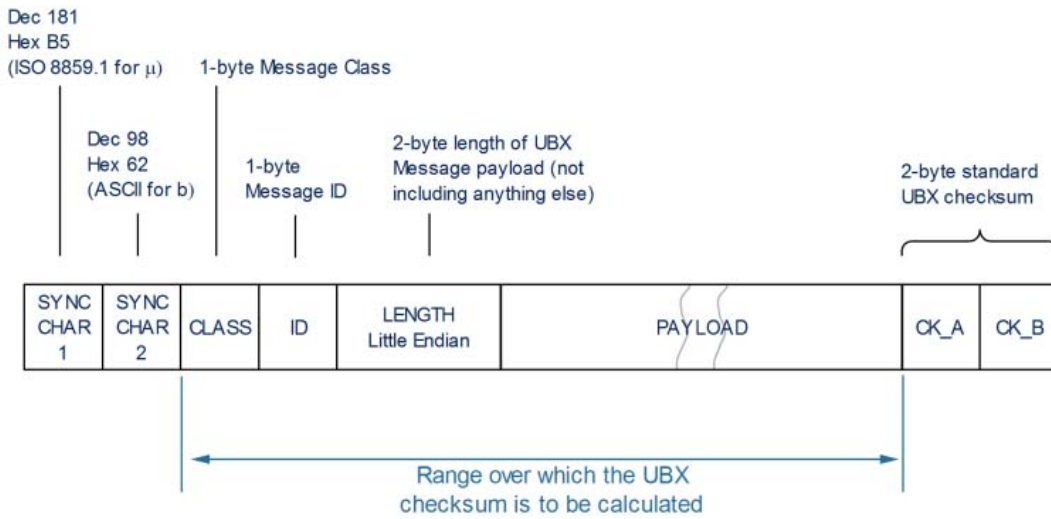 Dec 181
Hex B5
(ISO 8859.1 for μ)
1-byte Message Class
Dec 98
Hex 62
(ASCII for b)
1-byte
Message ID
2-byte length of UBX
Message payload (not
including anything else)
2-byte standard
UBX checksum
SYNC
CHAR
1
SYNC
CHAR
2
CLASS
ID
LENGTH
Little Endian
PAYLOAD
CK_A
CK_B
Range over which the UBX
checksum is to be calculated